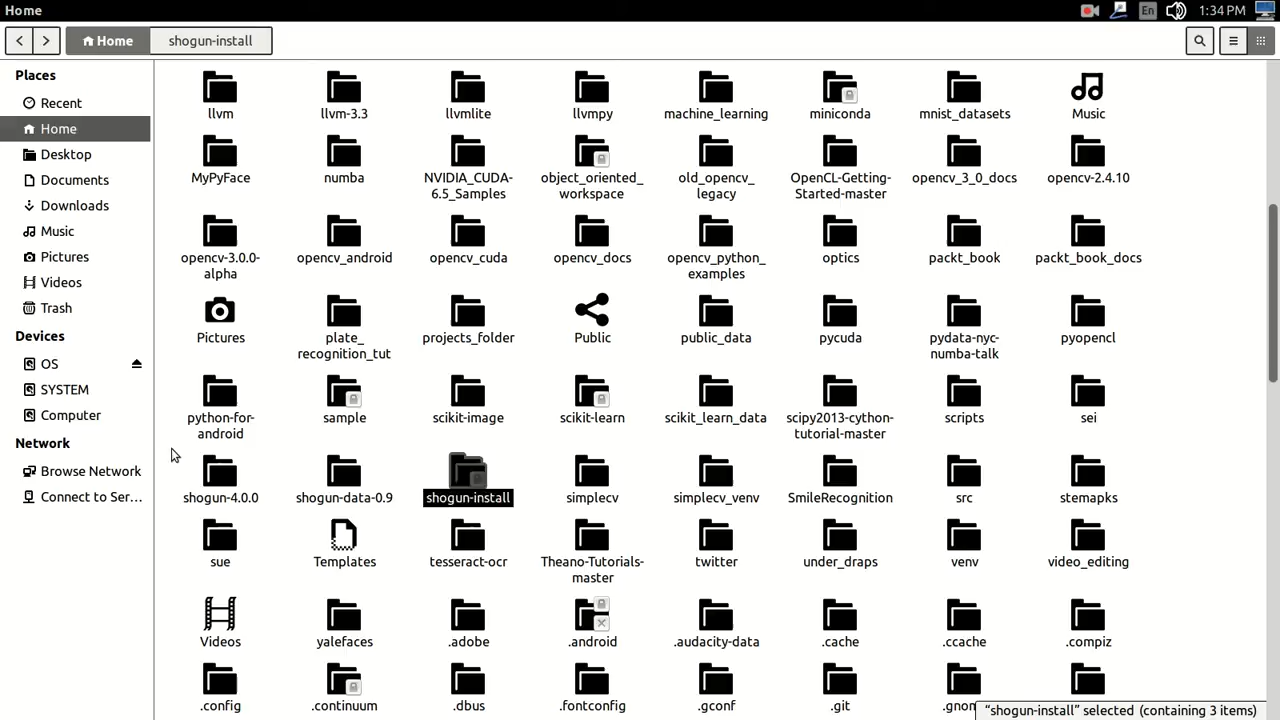 Home
En
1:34 PM
Home
shogun-install
Places
Recent
Home
Desktop
Documents
Downloads
Music
Pictures
Videos
Trash
Devices
OS
SYSTEM
Computer
Network
Browse Network
Connect to Ser...
llvm
llvm-3.3
llvmlite
llvmpy
machine_learning
miniconda
mnist_datasets
Music
MyPyFace
numba
NVIDIA_CUDA-
6.5_Samples
object_oriented_
workspace
old_opencv_
legacy
OpenCL-Getting-
Started-master
opencv_3_0_docs
opencv-2.4.10
opencv-3.0.0-
alpha
opencv_android
opencv_cuda
opencv_docs
opencv_python_
examples
optics
packt_book
packt_book_docs
Pictures
plate_
recognition_tut
projects_folder
Public
public_data
pycuda
pydata-nyc-
numba-talk
pyopencl
python-for-
android
sample
scikit-image
scikit-learn
scikit_learn_data
scipy2013-cython-
tutorial-master
scripts
sei
shogun-4.0.0
shogun-data-0.9
shogun-install
simplecv
simplecv_venv
SmileRecognition
src
stemapks
sue
Templates
tesseract-ocr
Theano-Tutorials-
master
twitter
under_draps
venv
video_editing
Videos
yalefaces
.adobe
.android
.audacity-data
.cache
.ccache
.compiz
.config
.continuum
.dbus
.fontconfig
.gconf
.git
“shogun-install” selected (containing 3 items)